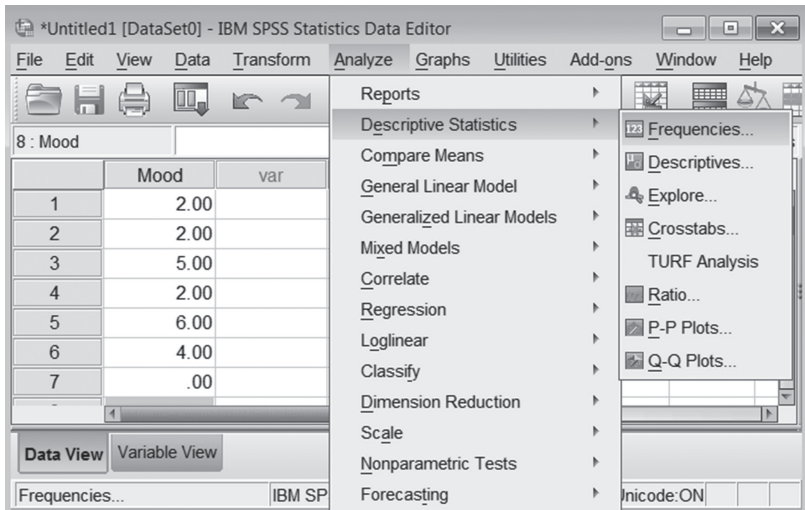 *Untitled1 [DataSet0] - IBM SPSS Statistics Data Editor
File Edit View Data Transform Analyze Graphs Utilities Add-ons Window Help
8 : Mood
Mood var
1 2.00
2 2.00
3 5.00
4 2.00
5 6.00
6 4.00
7 .00
Reports
Descriptive Statistics
Compare Means
General Linear Model
Generalized Linear Models
Mixed Models
Correlate
Regression
Loglinear
Classify
Dimension Reduction
Scale
Nonparametric Tests
Forecasting
123 Frequencies...
Descriptives...
Explore...
Crosstabs...
TURF Analysis
Ratio...
P-P Plots...
Q-Q Plots...
Data View Variable View
Frequencies... IBM SP Unicode:ON